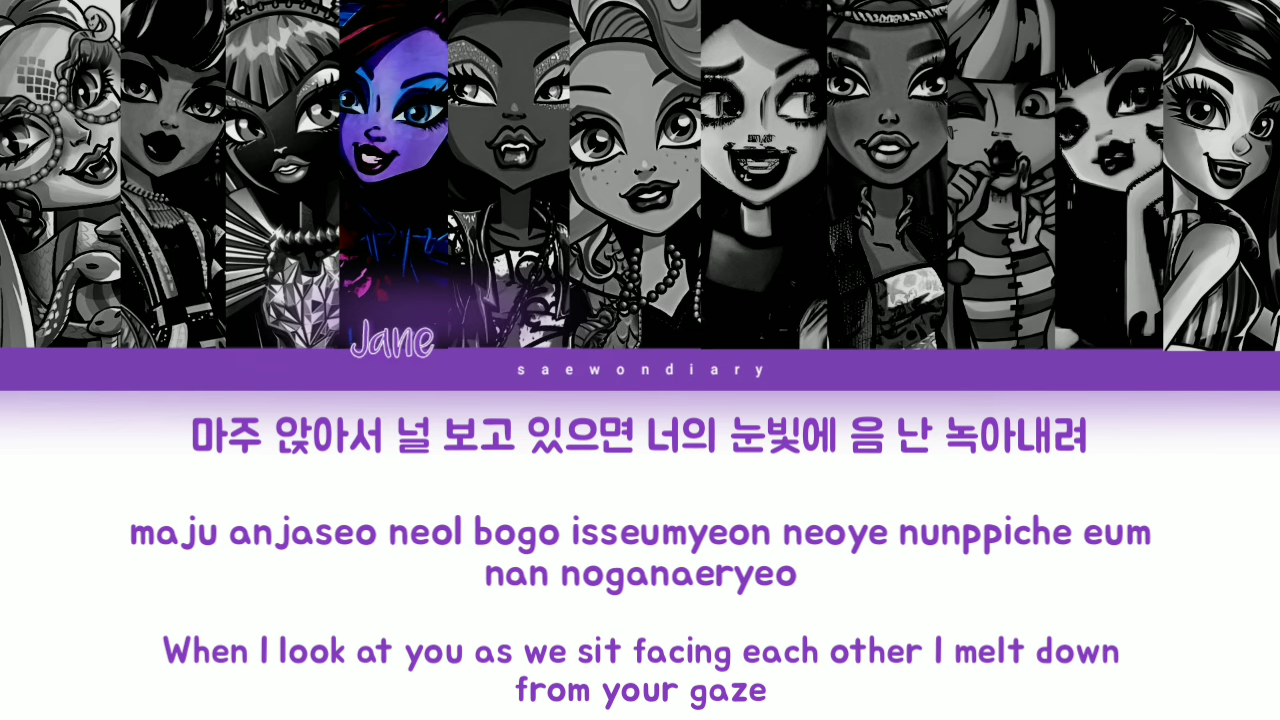 Jane
saewondiary
마주 앉아서 널 보고 있으면 너의 눈빛에 음 난 녹아내려
maju anjaseo neol bogo isseumyeon neoye nunppiche eum
nan noganaeryeo
When I look at you as we sit facing each other I melt down
from your gaze